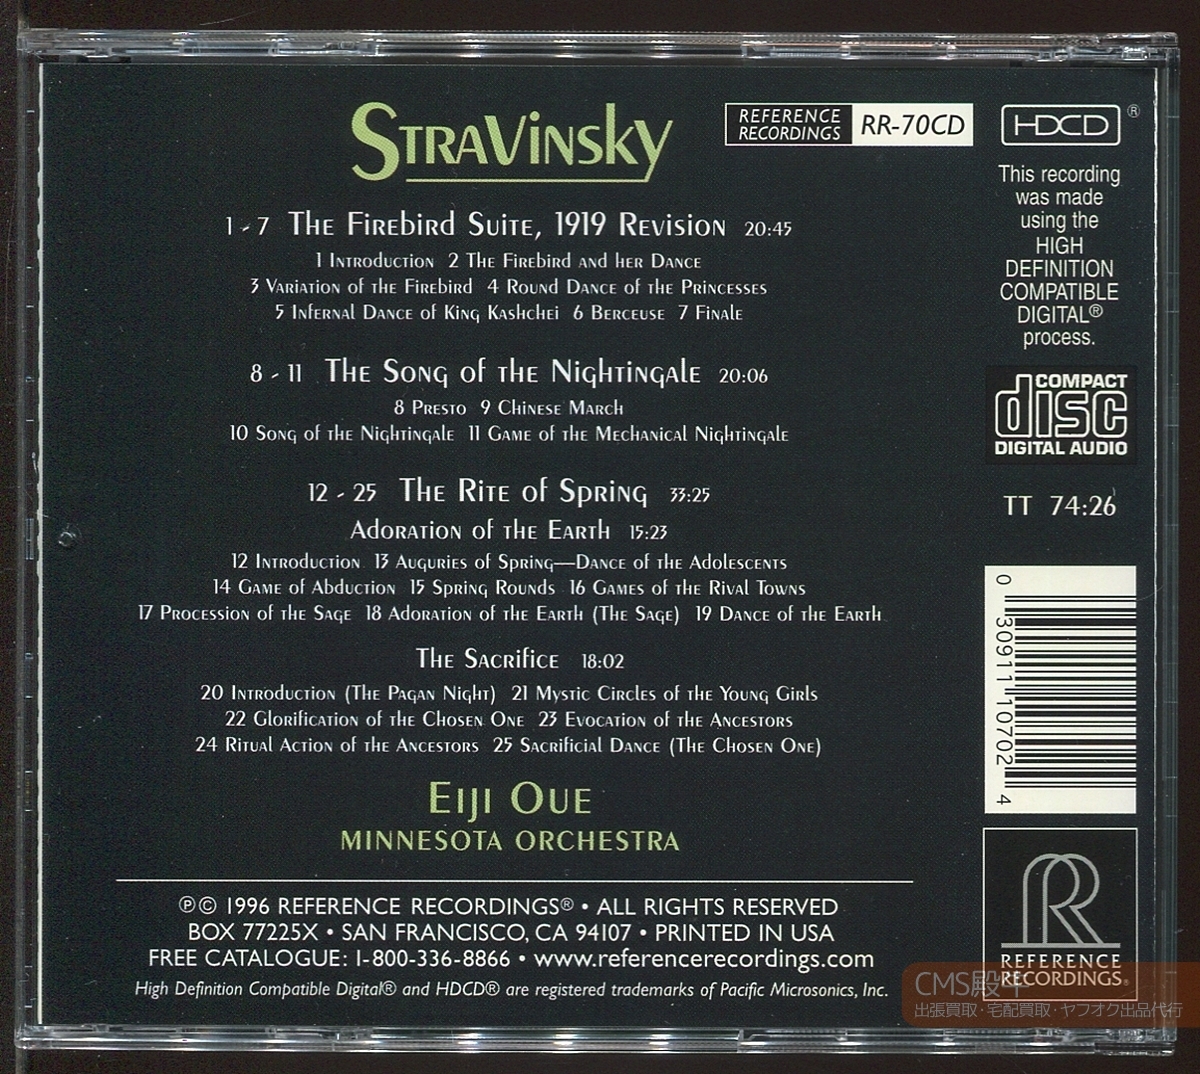 STRAVINSKY
REFERENCE RECORDINGS RR-70CD
HDCD®
This recording
was made
using the
HIGH
DEFINITION
COMPATIBLE
DIGITAL®
process.
1 - 7 THE FIREBIRD SUITE, 1919 REVISION 20:45
1 INTRODUCTION 2 THE FIREBIRD AND HER DANCE
3 VARIATION OF THE FIREBIRD 4 ROUND DANCE OF THE PRINCESSES
5 INFERNAL DANCE OF KING KASHCHEI 6 BERCEUSE 7 FINALE
8 - 11 THE SONG OF THE NIGHTINGALE 20:06
8 PRESTO 9 CHINESE MARCH
10 SONG OF THE NIGHTINGALE 11 GAME OF THE MECHANICAL NIGHTINGALE
COMPACT
disc
DIGITAL AUDIO
12 - 25 THE RITE OF SPRING 33:25
TT 74:26
ADORATION OF THE EARTH 15:23
12 INTRODUCTION 13 AUGURIES OF SPRING—DANCE OF THE ADOLESCENTS
14 GAME OF ABDUCTION 15 SPRING ROUNDS 16 GAMES OF THE RIVAL TOWNS
17 PROCESSION OF THE SAGE 18 ADORATION OF THE EARTH (THE SAGE) 19 DANCE OF THE EARTH
THE SACRIFICE 18:02
20 INTRODUCTION (THE PAGAN NIGHT) 21 MYSTIC CIRCLES OF THE YOUNG GIRLS
22 GLORIFICATION OF THE CHOSEN ONE 23 EVOCATION OF THE ANCESTORS
24 RITUAL ACTION OF THE ANCESTORS 25 SACRIFICIAL DANCE (THE CHOSEN ONE)
0 30911 10702 4
EIJI OUE
MINNESOTA ORCHESTRA
℗© 1996 REFERENCE RECORDINGS® • ALL RIGHTS RESERVED
BOX 77225X • SAN FRANCISCO, CA 94107 • PRINTED IN USA
FREE CATALOGUE: 1-800-336-8866 • www.referencerecordings.com
High Definition Compatible Digital® and HDCD® are registered trademarks of Pacific Microsonics, Inc.
RR
REFERENCE
RECORDINGS®
CMS殿
出張買取・宅配買取・ヤフオク出品代行